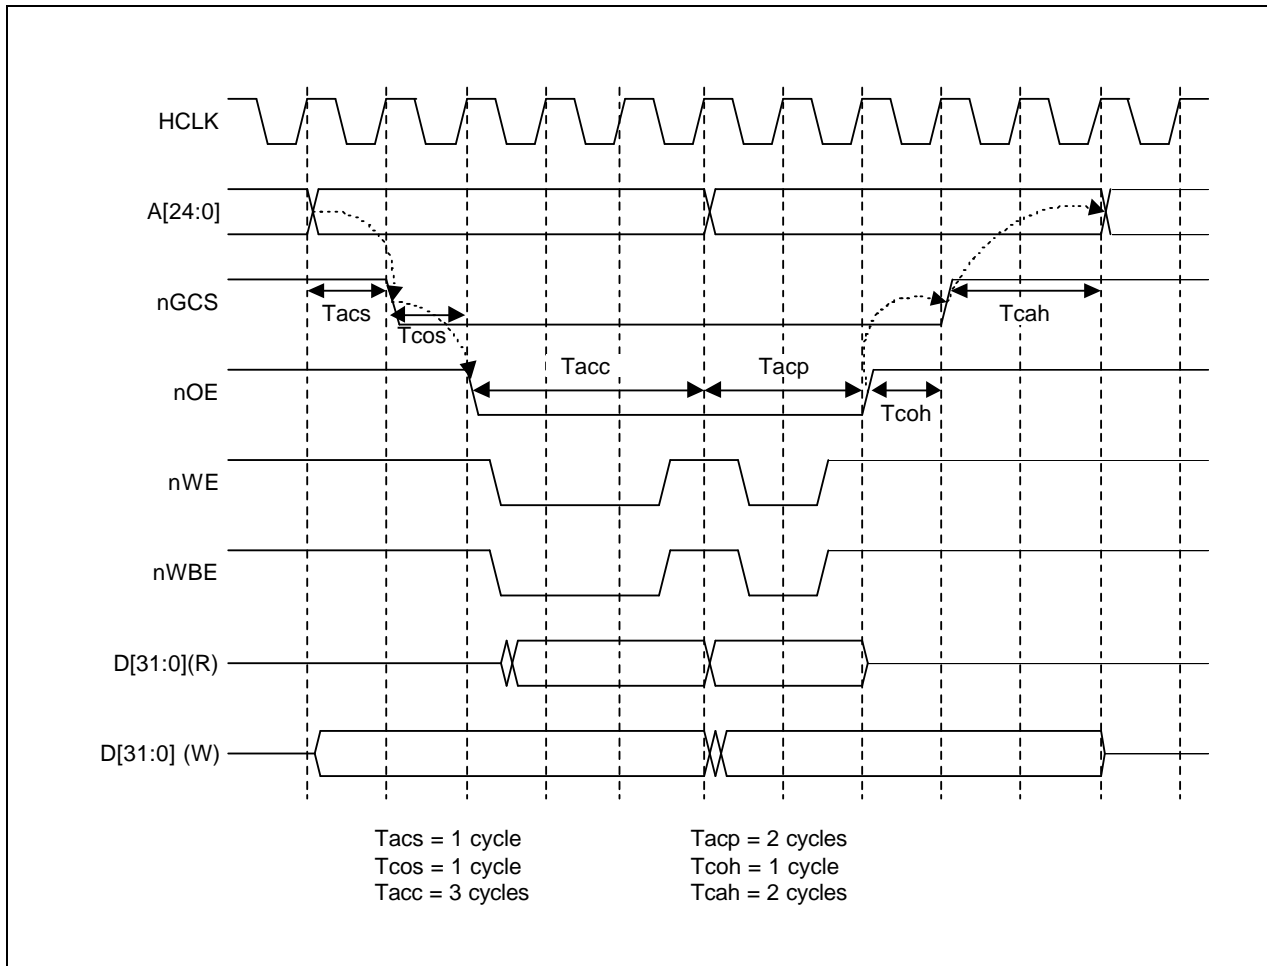 HCLK
A[24:0]
nGCS
Tacs
Tcos
Tcah
nOE
Tacc
Tacp
Tcoh
nWE
nWBE
D[31:0](R)
D[31:0] (W)
Tacs = 1 cycle
Tcos = 1 cycle
Tacc = 3 cycles
Tacp = 2 cycles
Tcoh = 1 cycle
Tcah = 2 cycles